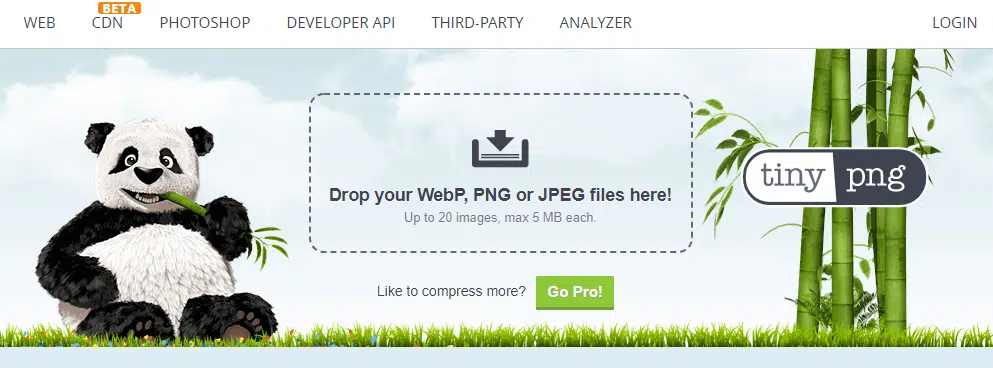 BETA
WEB CDN PHOTOSHOP DEVELOPER API THIRD-PARTY ANALYZER LOGIN
Drop your WebP, PNG or JPEG files here!
Up to 20 images, max 5 MB each.
tiny png
Like to compress more? Go Pro!